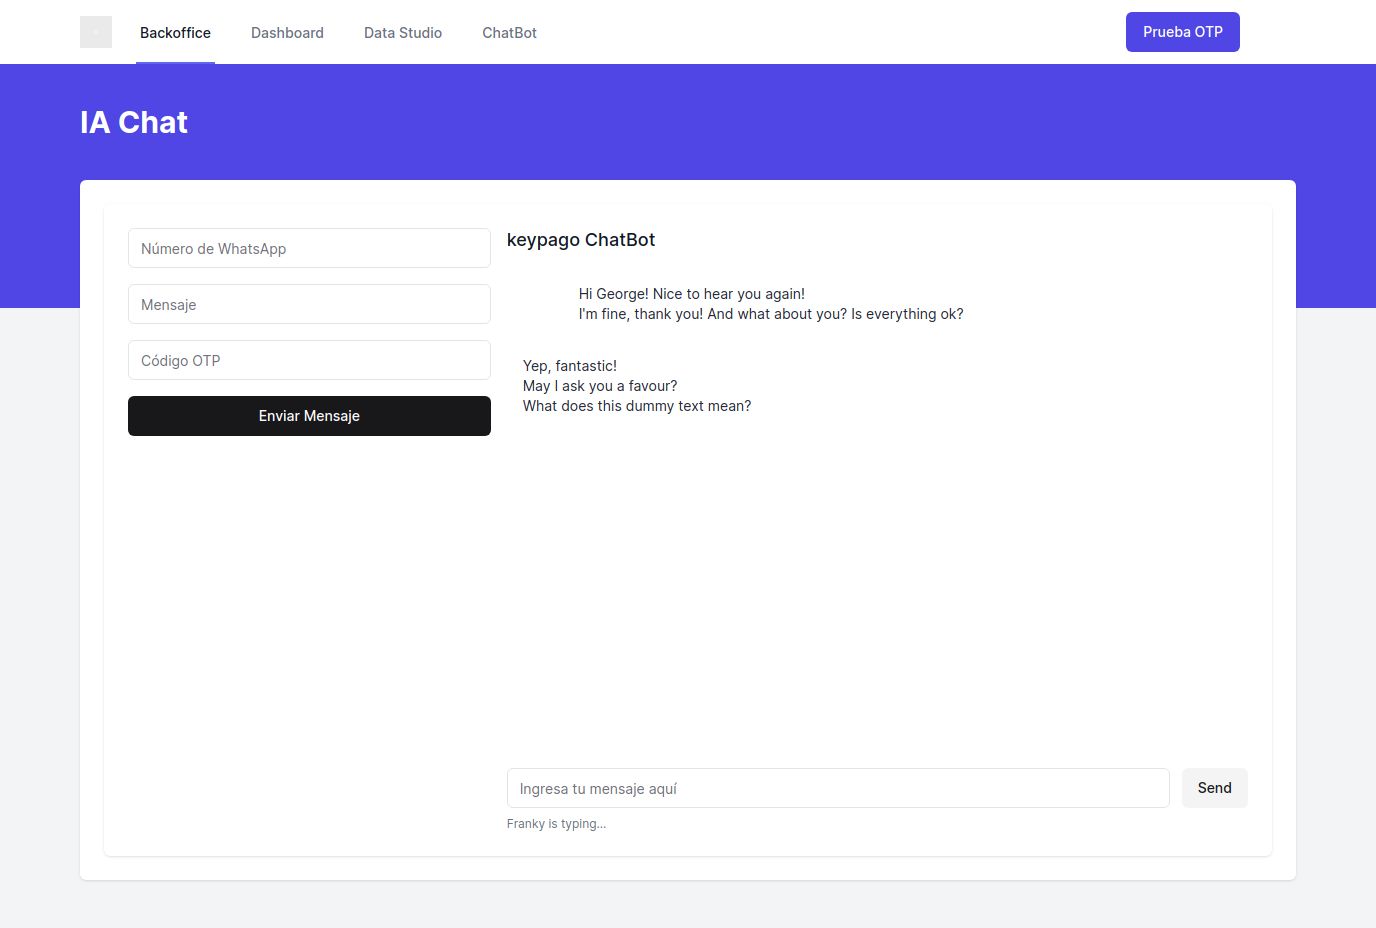 Backoffice
Dashboard
Data Studio
ChatBot
Prueba OTP
IA Chat
Número de WhatsApp
Mensaje
Código OTP
Enviar Mensaje
keypago ChatBot
Hi George! Nice to hear you again!
I'm fine, thank you! And what about you? Is everything ok?
Yep, fantastic!
May I ask you a favour?
What does this dummy text mean?
Ingresa tu mensaje aquí
Send
Franky is typing...